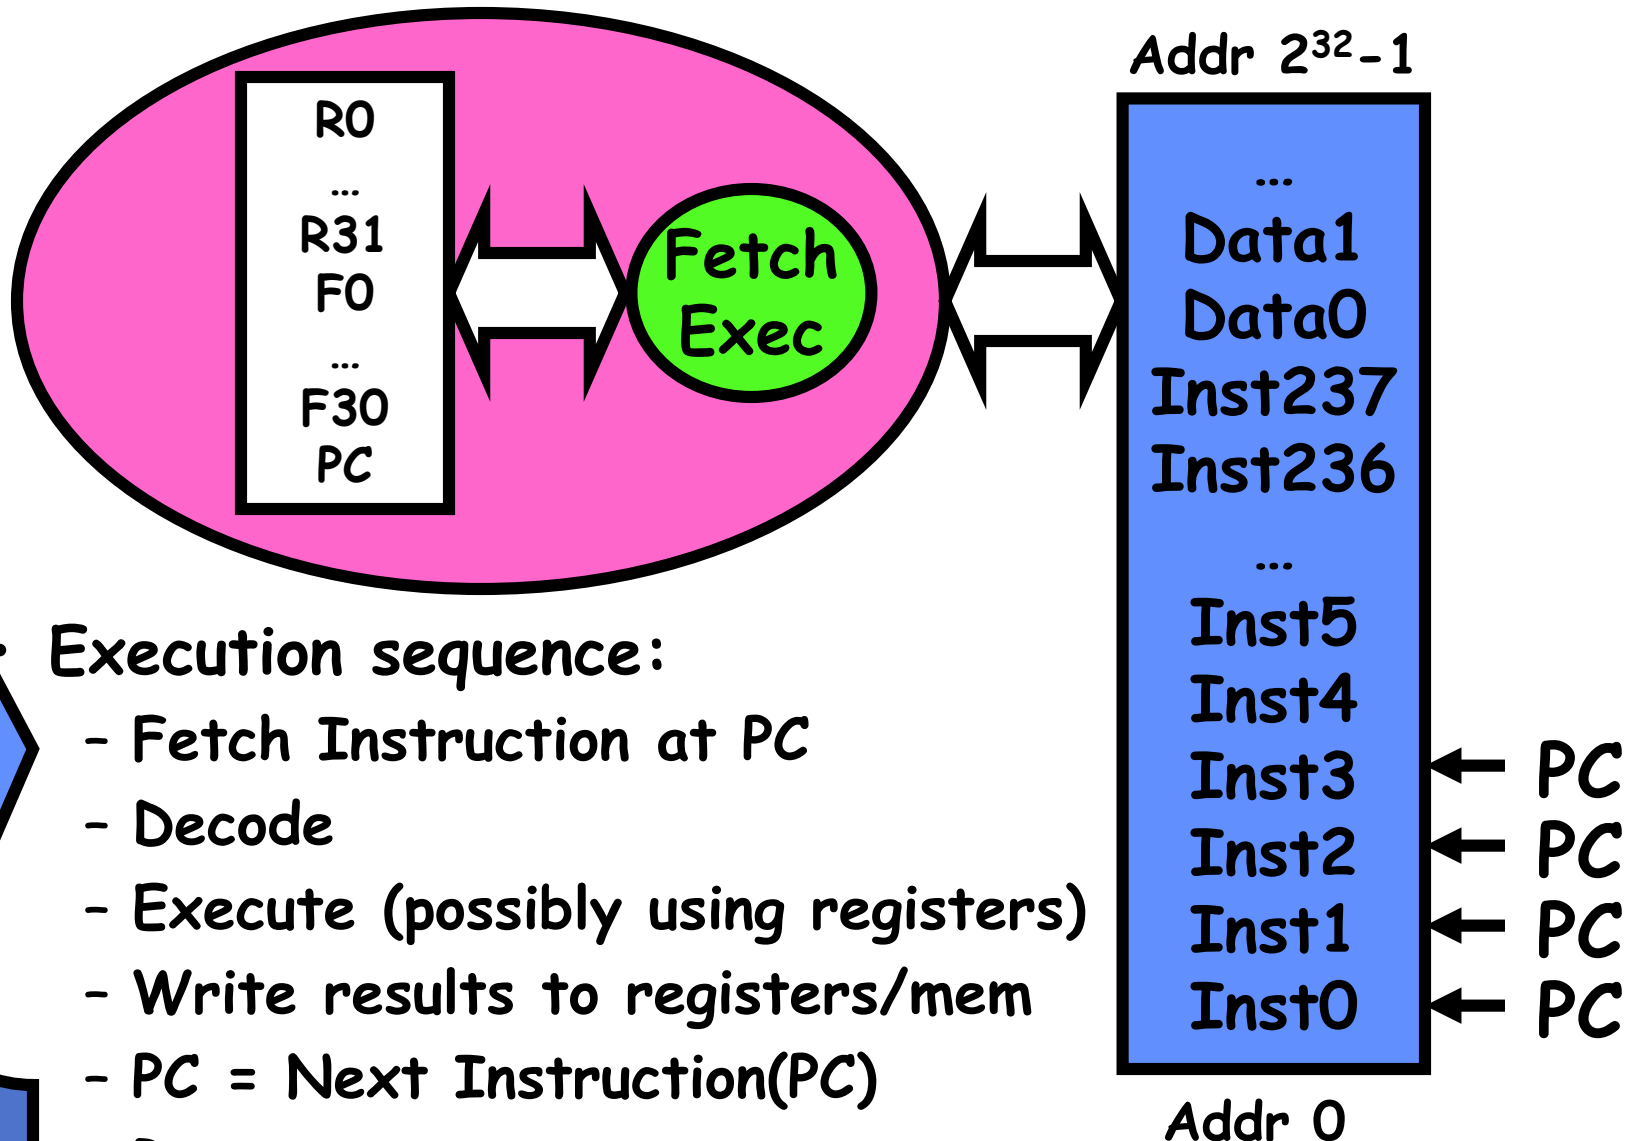 R0
…
R31
F0
…
F30
PC
Fetch
Exec
Addr 2³²-1
…
Data1
Data0
Inst237
Inst236
…
Inst5
Inst4
Inst3
Inst2
Inst1
Inst0
Addr 0
PC
PC
PC
PC
• Execution sequence:
– Fetch Instruction at PC
– Decode
– Execute (possibly using registers)
– Write results to registers/mem
– PC = Next Instruction(PC)